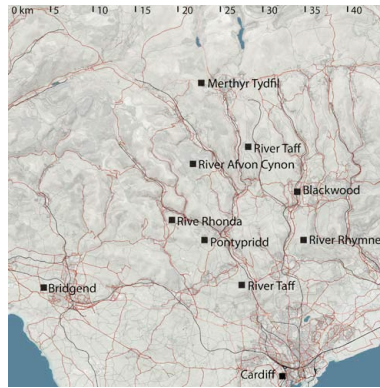 0 km 5 10 15 20 25 30 35 40
Merthyr Tydfil
River Taff
River Afvon Cynon
Blackwood
Rive Rhonda
Pontypridd
River Rhymne
Bridgend
River Taff
Cardiff